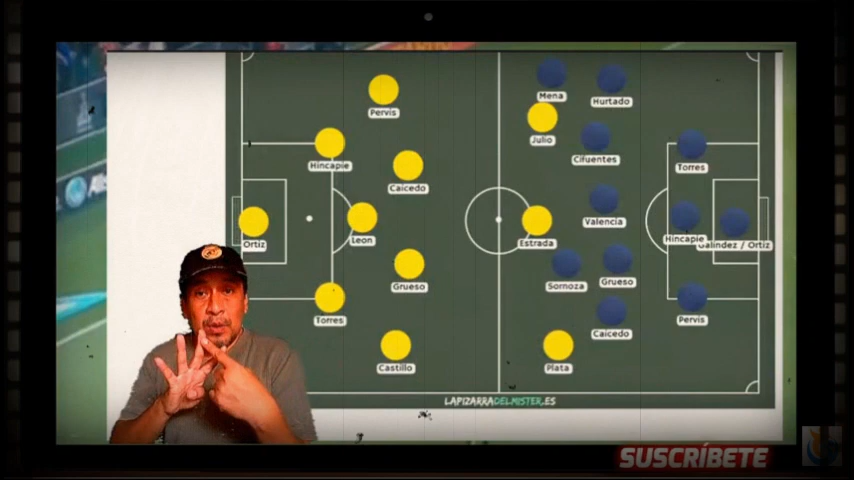 Pervis
Hincapie
Caicedo
Ortiz
Leon
Grueso
Torres
Castillo
Mena
Hurtado
Julio
Cifuentes
Torres
Valencia
Estrada
Hincapie
Galindez / Ortiz
Sornoza
Grueso
Caicedo
Pervis
Plata
LAPIZARRADELMISTER.ES
SUSCRÍBETE